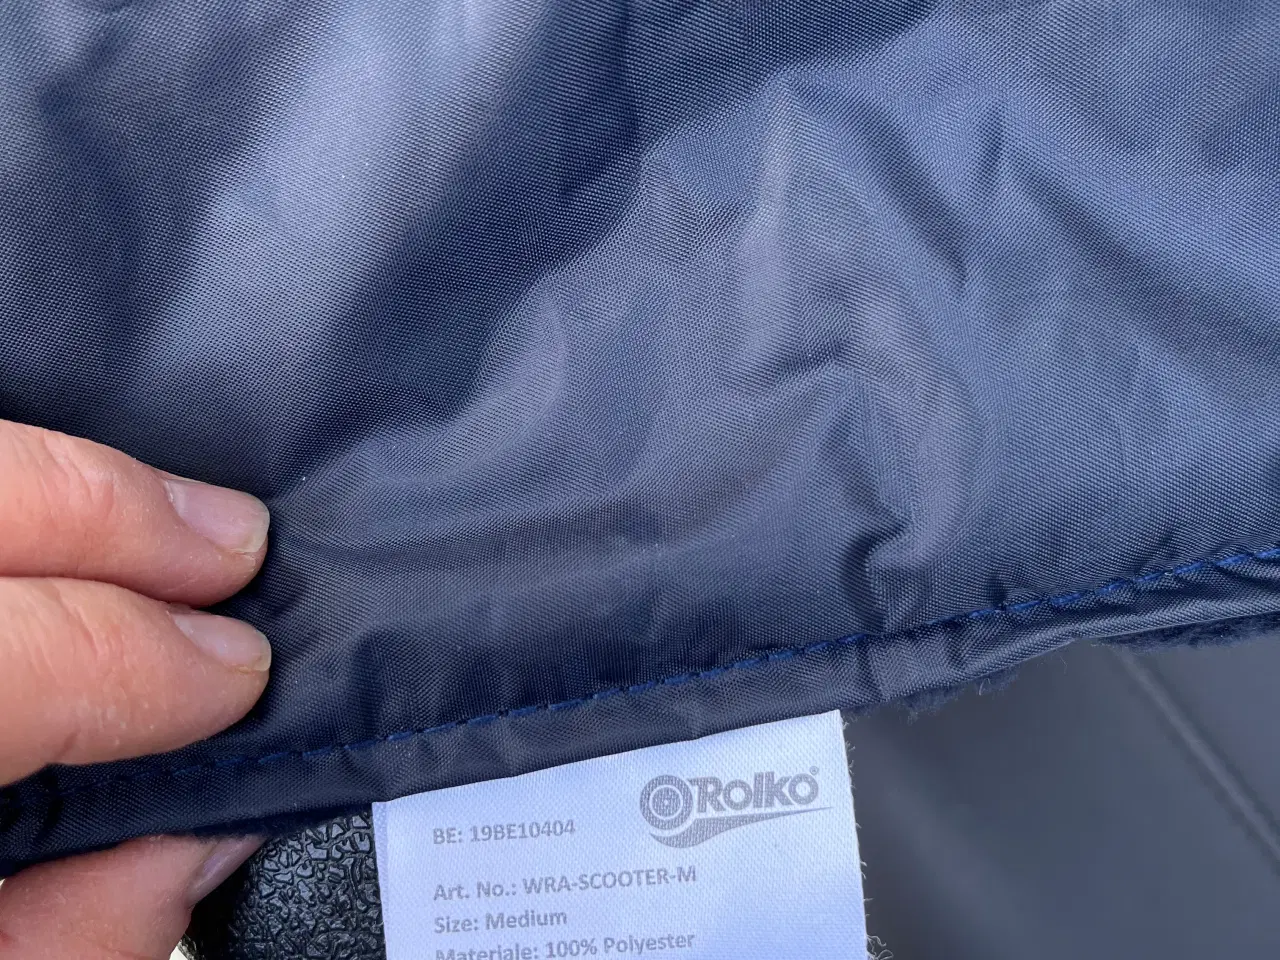 Rolko®
BE: 19BE10404
Art. No.: WRA-SCOOTER-M
Size: Medium
Materiale: 100% Polyester